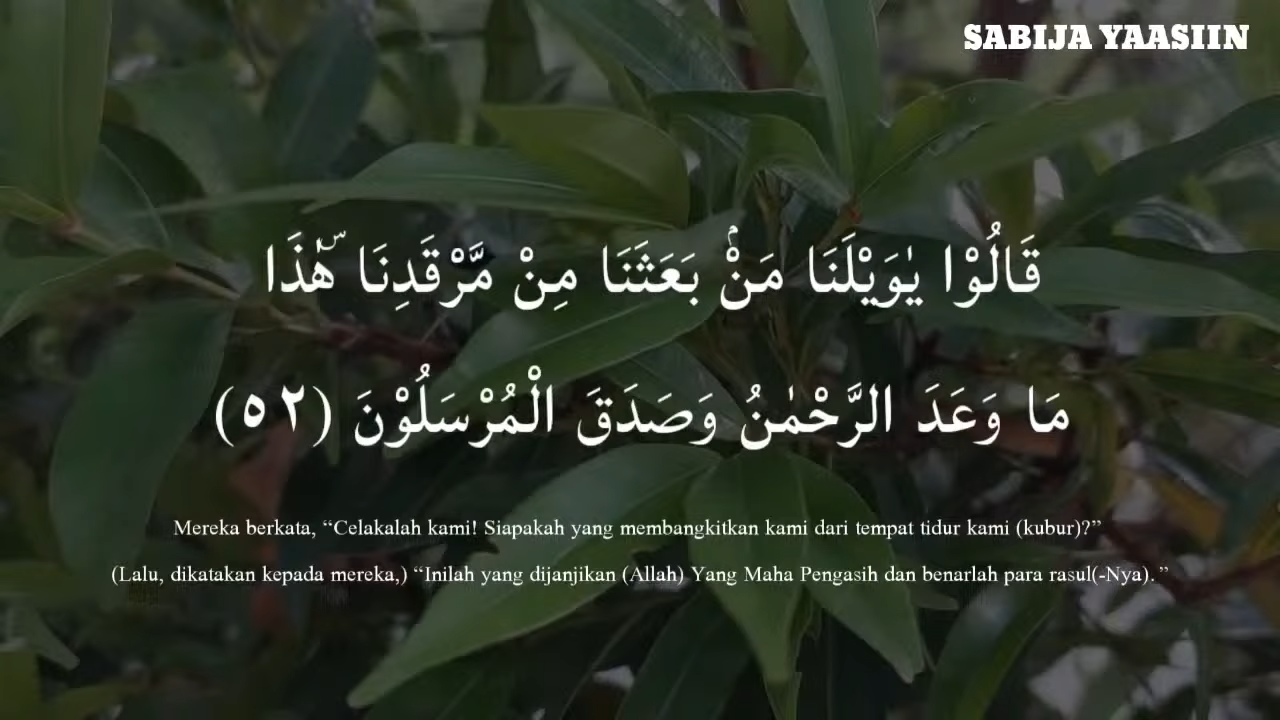 SABIJA YAASIIN
قَالُوْا يٰوَيْلَنَا مَنْۢ بَعَثَنَا مِنْ مَّرْقَدِنَا ۜهٰذَا
مَا وَعَدَ الرَّحْمٰنُ وَصَدَقَ الْمُرْسَلُوْنَ (٥٢)
Mereka berkata, “Celakalah kami! Siapakah yang membangkitkan kami dari tempat tidur kami (kubur)?”
(Lalu, dikatakan kepada mereka,) “Inilah yang dijanjikan (Allah) Yang Maha Pengasih dan benarlah para rasul(-Nya). ”